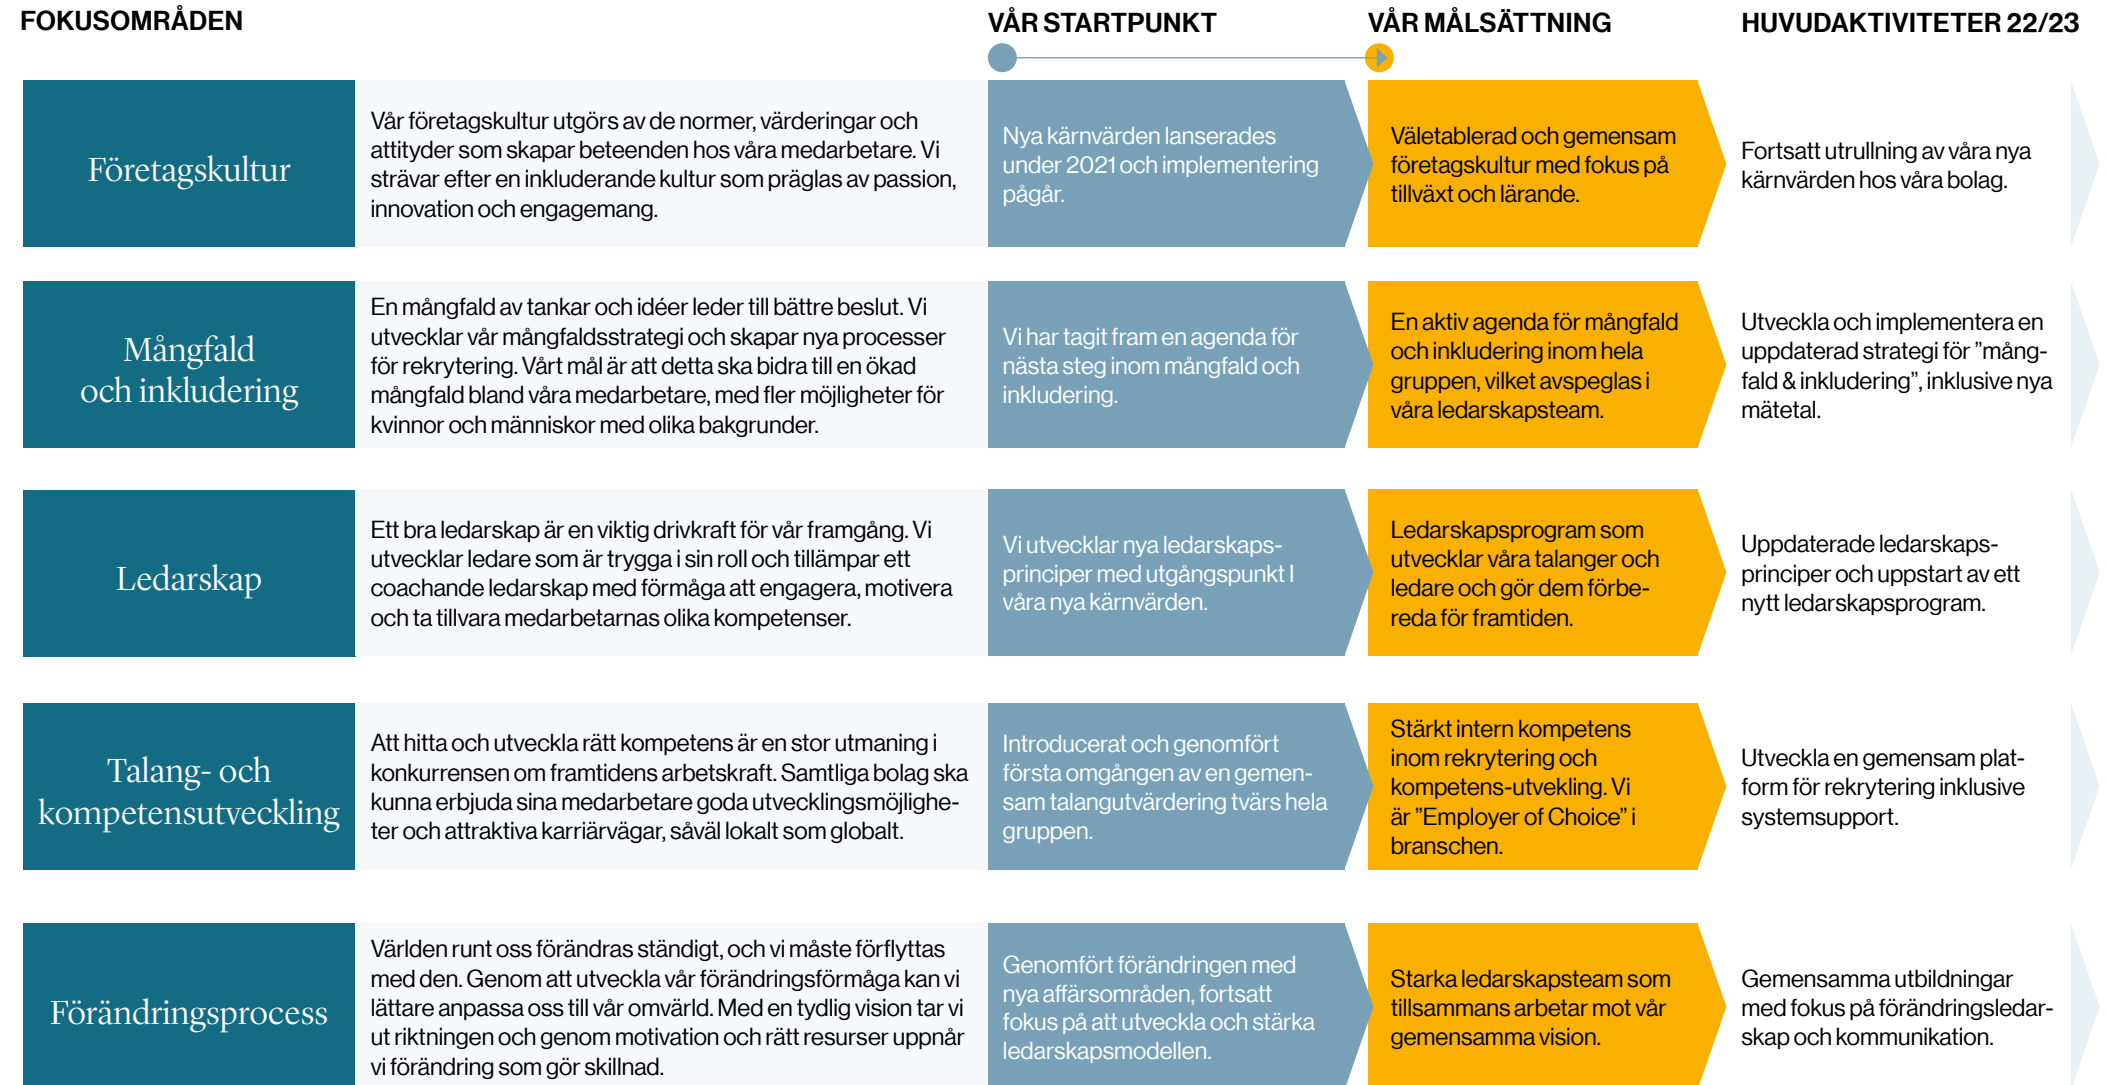 FOKUSOMRÅDEN
VÅR STARTPUNKT
VÅR MÅLSÄTTNING
HUVUDAKTIVITETER 22/23
Företagskultur
Vår företagskultur utgörs av de normer, värderingar och
attityder som skapar beteenden hos våra medarbetare. Vi
strävar efter en inkluderande kultur som präglas av passion,
innovation och engagemang.
Nya kärnvärden lanserades
under 2021 och implementering
pågår.
Väletablerad och gemensam
företagskultur med fokus på
tillväxt och lärande.
Fortsatt utrullning av våra nya
kärnvärden hos våra bolag.
Mångfald
och inkludering
En mångfald av tankar och idéer leder till bättre beslut. Vi
utvecklar vår mångfaldsstrategi och skapar nya processer
för rekrytering. Vårt mål är att detta ska bidra till en ökad
mångfald bland våra medarbetare, med fler möjligheter för
kvinnor och människor med olika bakgrunder.
Vi har tagit fram en agenda för
nästa steg inom mångfald och
inkludering.
En aktiv agenda för mångfald
och inkludering inom hela
gruppen, vilket avspeglas i
våra ledarskapsteam.
Utveckla och implementera en
uppdaterad strategi för ”mång-
fald & inkludering”, inklusive nya
mätetal.
Ledarskap
Ett bra ledarskap är en viktig drivkraft för vår framgång. Vi
utvecklar ledare som är trygga i sin roll och tillämpar ett
coachande ledarskap med förmåga att engagera, motivera
och ta tillvara medarbetarnas olika kompetenser.
Vi utvecklar nya ledarskaps-
principer med utgångspunkt I
våra nya kärnvärden.
Ledarskapsprogram som
utvecklar våra talanger och
ledare och gör dem förbe-
reda för framtiden.
Uppdaterade ledarskaps-
principer och uppstart av ett
nytt ledarskapsprogram.
Talang- och
kompetensutveckling
Att hitta och utveckla rätt kompetens är en stor utmaning i
konkurrensen om framtidens arbetskraft. Samtliga bolag ska
kunna erbjuda sina medarbetare goda utvecklingsmöjlighe-
ter och attraktiva karriärvägar, såväl lokalt som globalt.
Introducerat och genomfört
första omgången av en gemen-
sam talangutvärdering tvärs hela
gruppen.
Stärkt intern kompetens
inom rekrytering och
kompetens-utvekling. Vi
är ”Employer of Choice” i
branschen.
Utveckla en gemensam plat-
form för rekrytering inklusive
systemsupport.
Förändringsprocess
Världen runt oss förändras ständigt, och vi måste förflyttas
med den. Genom att utveckla vår förändringsförmåga kan vi
lättare anpassa oss till vår omvärld. Med en tydlig vision tar vi
ut riktningen och genom motivation och rätt resurser uppnår
vi förändring som gör skillnad.
Genomfört förändringen med
nya affärsområden, fortsatt
fokus på att utveckla och stärka
ledarskapsmodellen.
Starka ledarskapsteam som
tillsammans arbetar mot vår
gemensamma vision.
Gemensamma utbildningar
med fokus på förändringsledar-
skap och kommunikation.